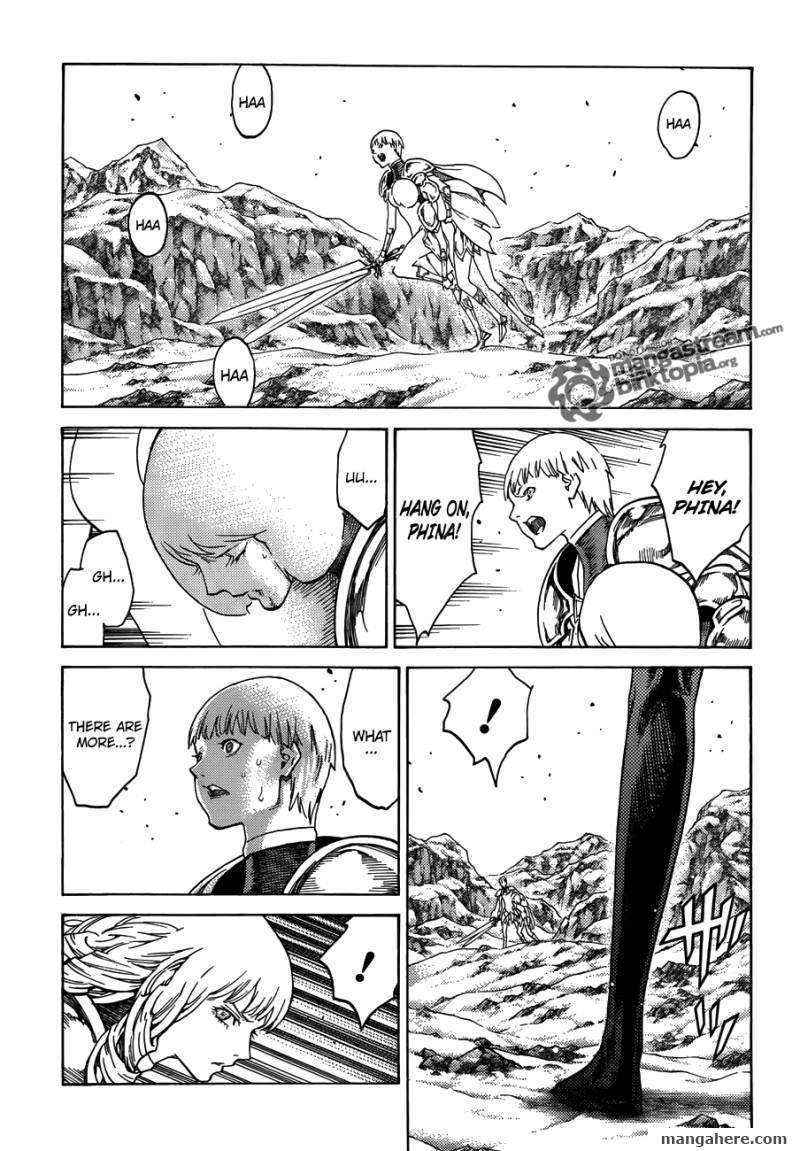 HAA
HAA
HAA
HAA
mangastream.com
binktopia.org
HEY,
PHINA!
HANG ON,
PHINA!
UU...
GH...
GH...
!
WHAT
...
THERE ARE
MORE...?
!
mangahere.com